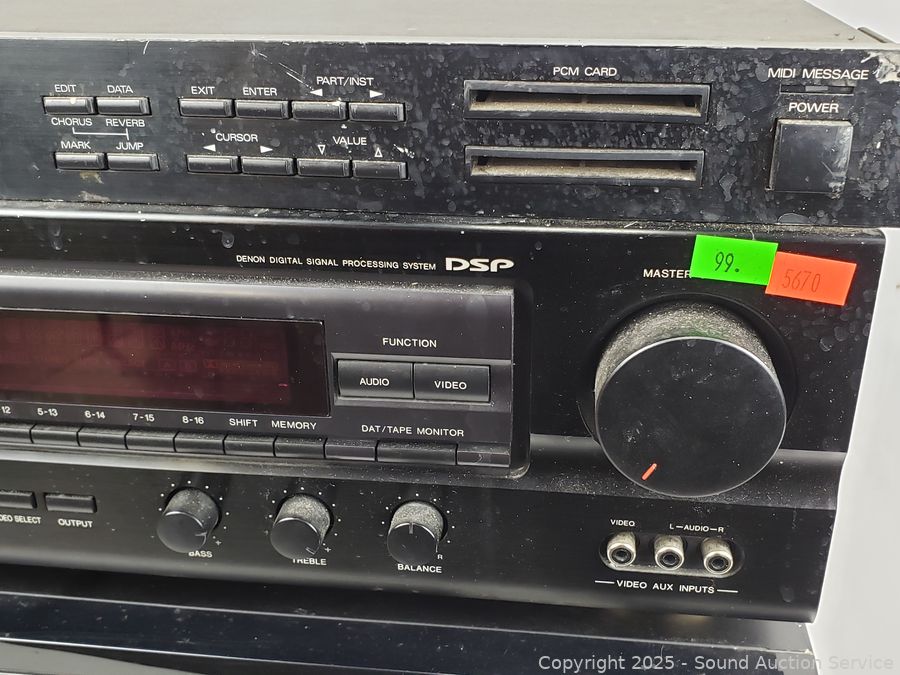 EDIT DATA EXIT ENTER PART/INST PCM CARD MIDI MESSAGE
CHORUS REVERB POWER
MARK JUMP CURSOR VALUE
DENON DIGITAL SIGNAL PROCESSING SYSTEM DSP
MASTER
99.
5670
FUNCTION
AUDIO VIDEO
12 5-13 6-14 7-15 8-16 SHIFT MEMORY DAT/TAPE MONITOR
OUTPUT
BASS TREBLE BALANCE
R
VIDEO L-AUDIO-R
VIDEO AUX INPUTS
Copyright © 2025 - Sound Auction Service